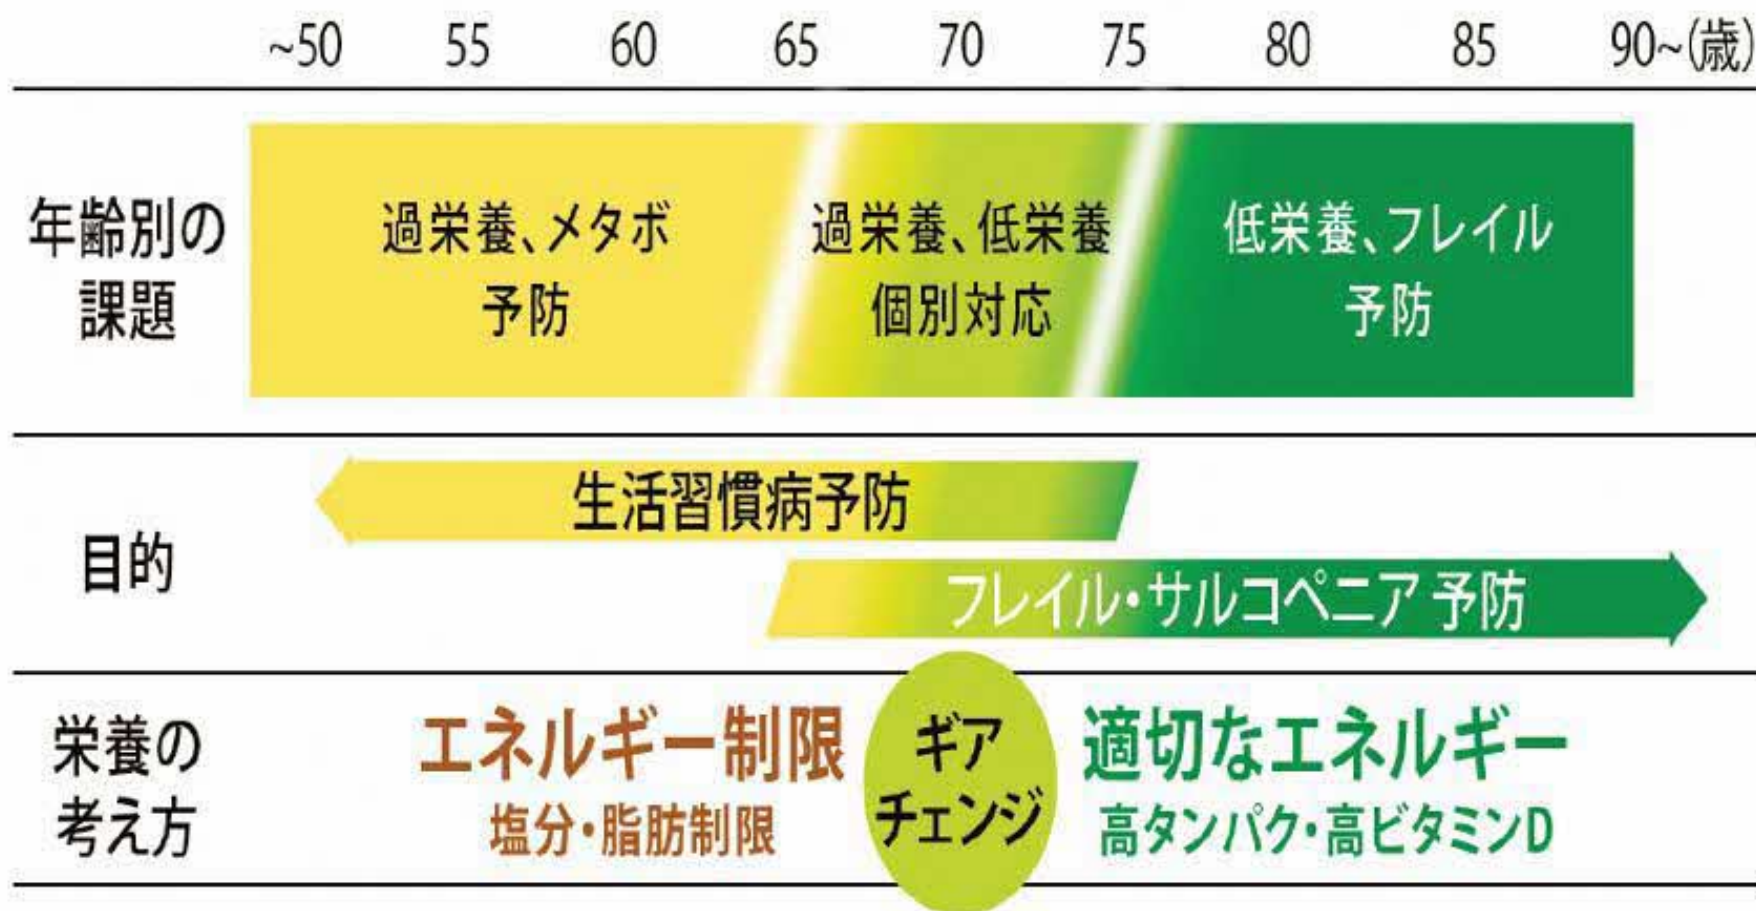 ~50 55 60 65 70 75 80 85 90~(歳)
年齢別の
課題
過栄養、メタボ
予防
過栄養、低栄養
個別対応
低栄養、フレイル
予防
目的
生活習慣病予防
フレイル・サルコペニア 予防
栄養の
考え方
エネルギー制限
塩分・脂肪制限
ギア
チェンジ
適切なエネルギー
高タンパク・高ビタミンD